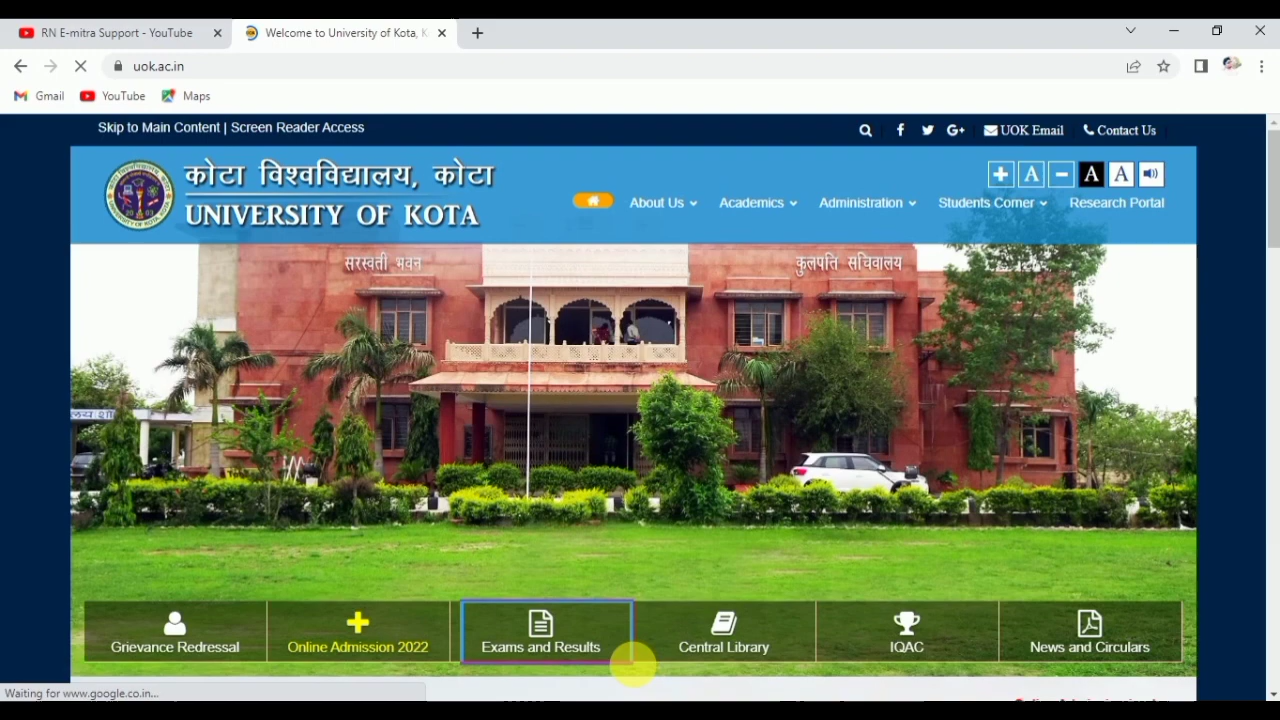 RN E-mitra Support - YouTube
Welcome to University of Kota, K
uok.ac.in
Gmail YouTube Maps
Skip to Main Content | Screen Reader Access
UOK Email Contact Us
कोटा विश्वविद्यालय, कोटा
UNIVERSITY OF KOTA
A A A
About Us Academics Administration Students Corner Research Portal
सरस्वती भवन कुलपति सचिवालय
Grievance Redressal Online Admission 2022 Exams and Results Central Library IQAC News and Circulars
Waiting for www.google.co.in...